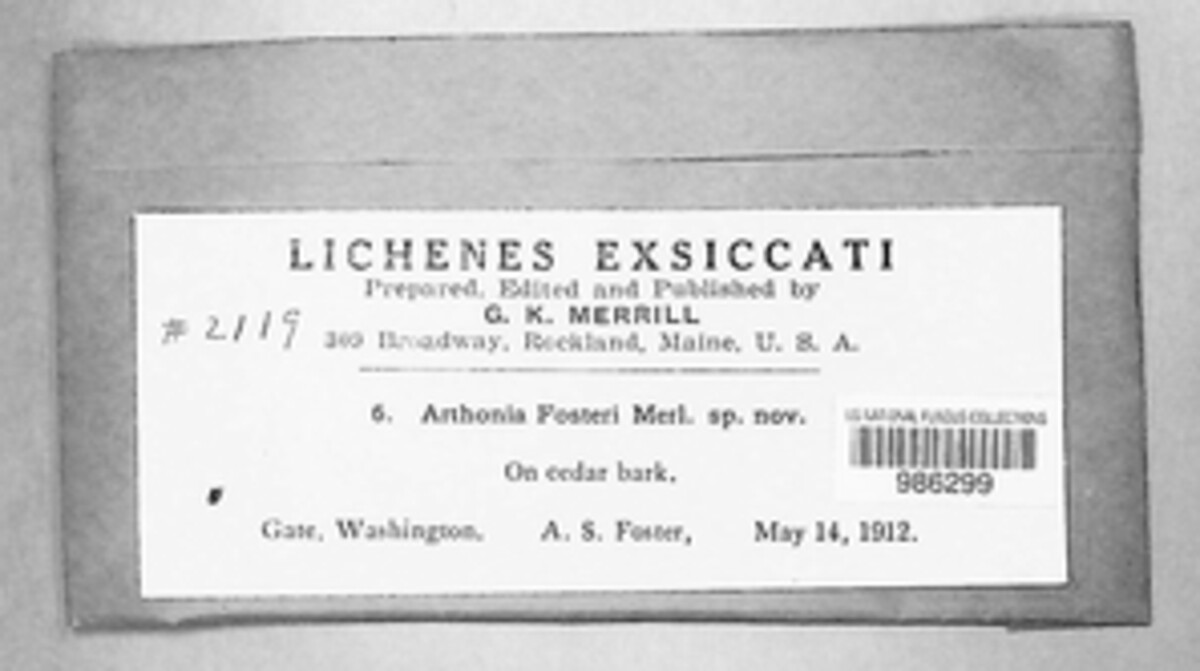 LICHENES EXSICCATI
Prepared, Edited and Published by
G. K. MERRILL
#2119
Broadway, Rockland, Maine, U. S. A.
6. Arthonia Fosteri Merl. sp. nov.
US NATIONAL FUNGUS COLLECTIONS
986299
On cedar bark.
Gate, Washington. A. S. Foster, May 14, 1912.